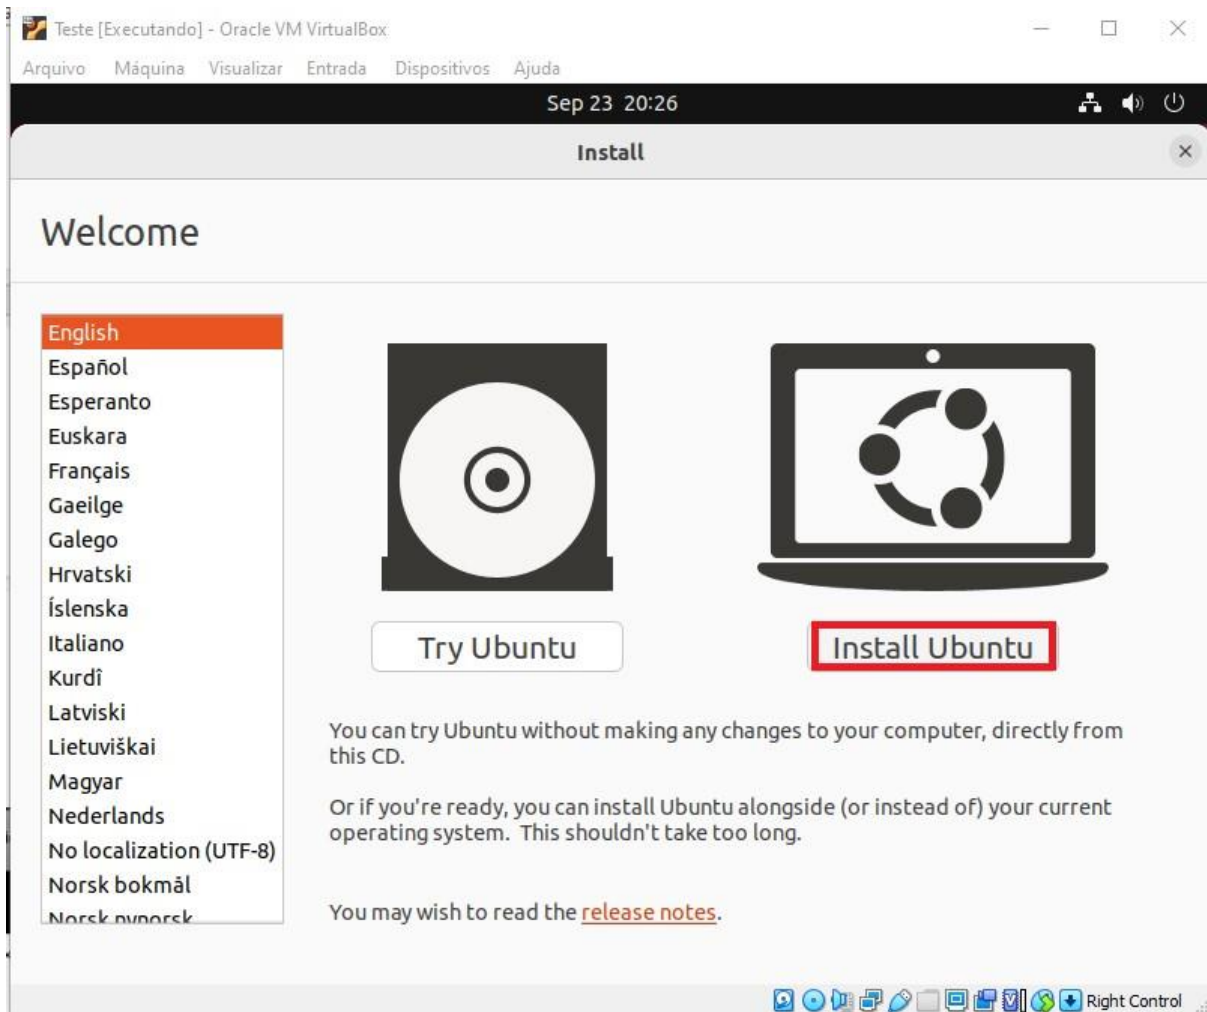 Teste [Executando] - Oracle VM VirtualBox
Arquivo Máquina Visualizar Entrada Dispositivos Ajuda
Sep 23 20:26
Install
Welcome
English
Español
Esperanto
Euskara
Français
Gaeilge
Galego
Hrvatski
Íslenska
Italiano
Kurdî
Latviski
Lietuviškai
Magyar
Nederlands
No localization (UTF-8)
Norsk bokmål
Norsk nynorsk
Try Ubuntu
Install Ubuntu
You can try Ubuntu without making any changes to your computer, directly from
this CD.
Or if you're ready, you can install Ubuntu alongside (or instead of) your current
operating system. This shouldn't take too long.
You may wish to read the release notes.
Right Control